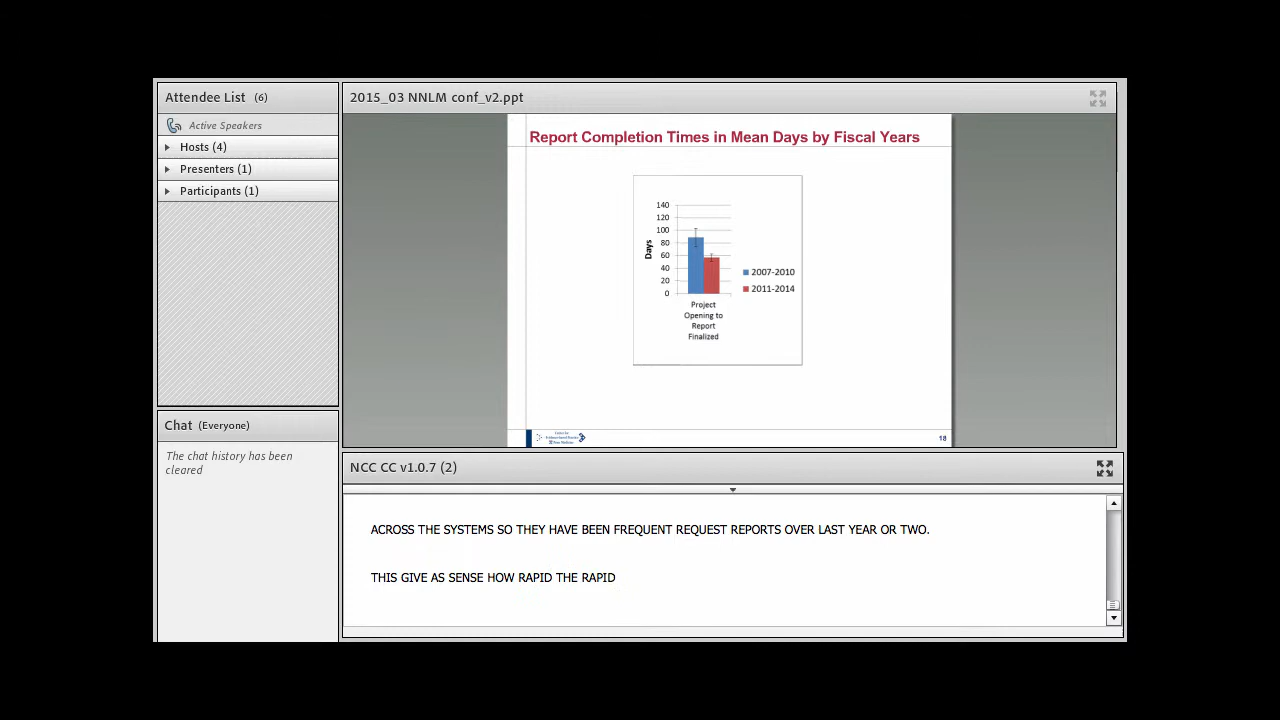 Attendee List (6)
Active Speakers
Hosts (4)
Presenters (1)
Participants (1)
Chat (Everyone)
The chat history has been
cleared
2015_03 NNLM conf_v2.ppt
Report Completion Times in Mean Days by Fiscal Years
140
120
100
80
60
40
20
0
Days
Project
Opening to
Report
Finalized
2007-2010
2011-2014
18
NCC CC v1.0.7 (2)
ACROSS THE SYSTEMS SO THEY HAVE BEEN FREQUENT REQUEST REPORTS OVER LAST YEAR OR TWO.
THIS GIVE AS SENSE HOW RAPID THE RAPID